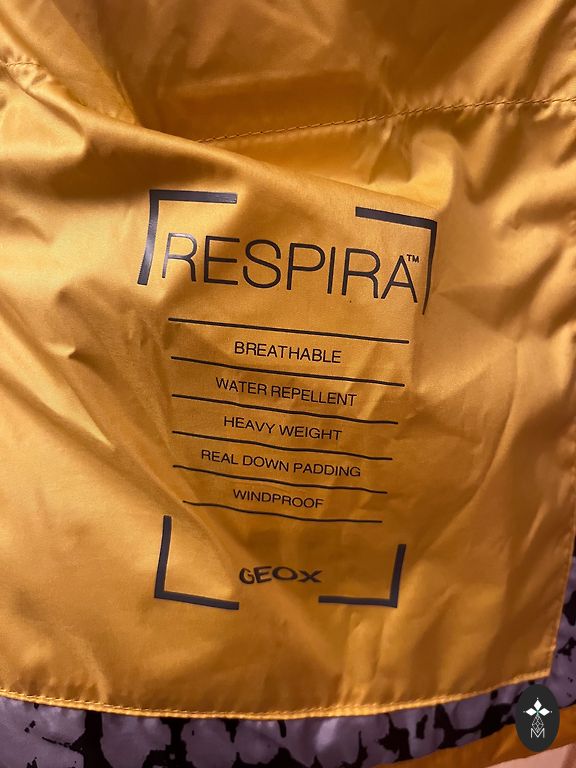 RESPIRA™
BREATHABLE
WATER REPELLENT
HEAVY WEIGHT
REAL DOWN PADDING
WINDPROOF
GEOX